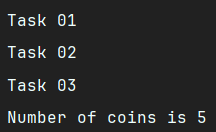 Task 01
Task 02
Task 03
Number of coins is 5